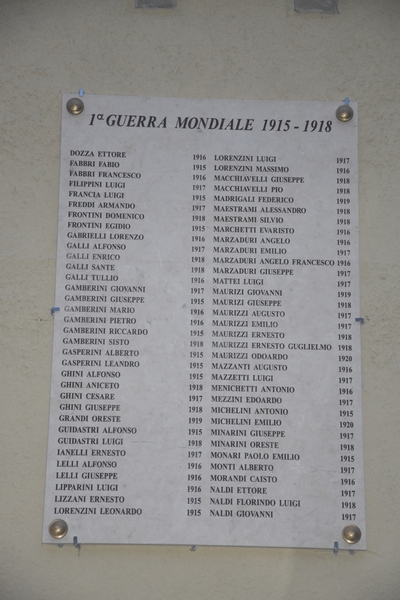 1ª GUERRA MONDIALE 1915 - 1918
DOZZA ETTORE 1916
FABBRI FABIO 1915
FABBRI FRANCESCO 1916
FILIPPINI LUIGI 1917
FRANCIA LUIGI 1915
FREDDI ARMANDO 1917
FRONTINI DOMENICO 1918
FRONTINI EGIDIO 1915
GABRIELLI LORENZO 1916
GALLI ALFONSO 1917
GALLI ENRICO 1918
GALLI SANTE 1918
GALLI TULLIO 1916
GAMBERINI GIOVANNI 1917
GAMBERINI GIUSEPPE 1915
GAMBERINI MARIO 1916
GAMBERINI PIETRO 1916
GAMBERINI RICCARDO 1915
GAMBERINI SISTO 1918
GASPERINI ALBERTO 1915
GASPERINI LEANDRO 1915
GHINI ALFONSO 1915
GHINI ANICETO 1918
GHINI CESARE 1917
GHINI GIUSEPPE 1918
GRANDI ORESTE 1919
GUIDASTRI ALFONSO 1915
GUIDASTRI LUIGI 1918
IANELLI ERNESTO 1917
LELLI ALFONSO 1916
LELLI GIUSEPPE 1916
LIPPARINI LUIGI 1916
LIZZANI ERNESTO 1915
LORENZINI LEONARDO 1915
LORENZINI LUIGI 1917
LORENZINI MASSIMO 1916
MACCHIAVELLI GIUSEPPE 1918
MACCHIAVELLI PIO 1918
MADRIGALI FEDERICO 1919
MAESTRAMI ALESSANDRO 1918
MAESTRAMI SILVIO 1918
MARCHETTI EVARISTO 1916
MARZADURI ANGELO 1916
MARZADURI EMILIO 1917
MARZADURI ANGELO FRANCESCO 1916
MARZADURI GIUSEPPE 1917
MATTEI LUIGI 1917
MAURIZI GIOVANNI 1919
MAURIZI GIUSEPPE 1918
MAURIZZI AUGUSTO 1917
MAURIZZI EMILIO 1917
MAURIZZI ERNESTO 1918
MAURIZZI ERNESTO GUGLIELMO 1918
MAURIZZI ODOARDO 1920
MAZZANTI AUGUSTO 1916
MAZZETTI LUIGI 1917
MENICHETTI ANTONIO 1916
MEZZINI EDOARDO 1917
MICHELINI ANTONIO 1915
MICHELINI EMILIO 1920
MINARINI GIUSEPPE 1917
MINARINI ORESTE 1918
MONARI PAOLO EMILIO 1915
MONTI ALBERTO 1917
MORANDI CAISTO 1916
NALDI ETTORE 1917
NALDI FLORINDO LUIGI 1918
NALDI GIOVANNI 1917